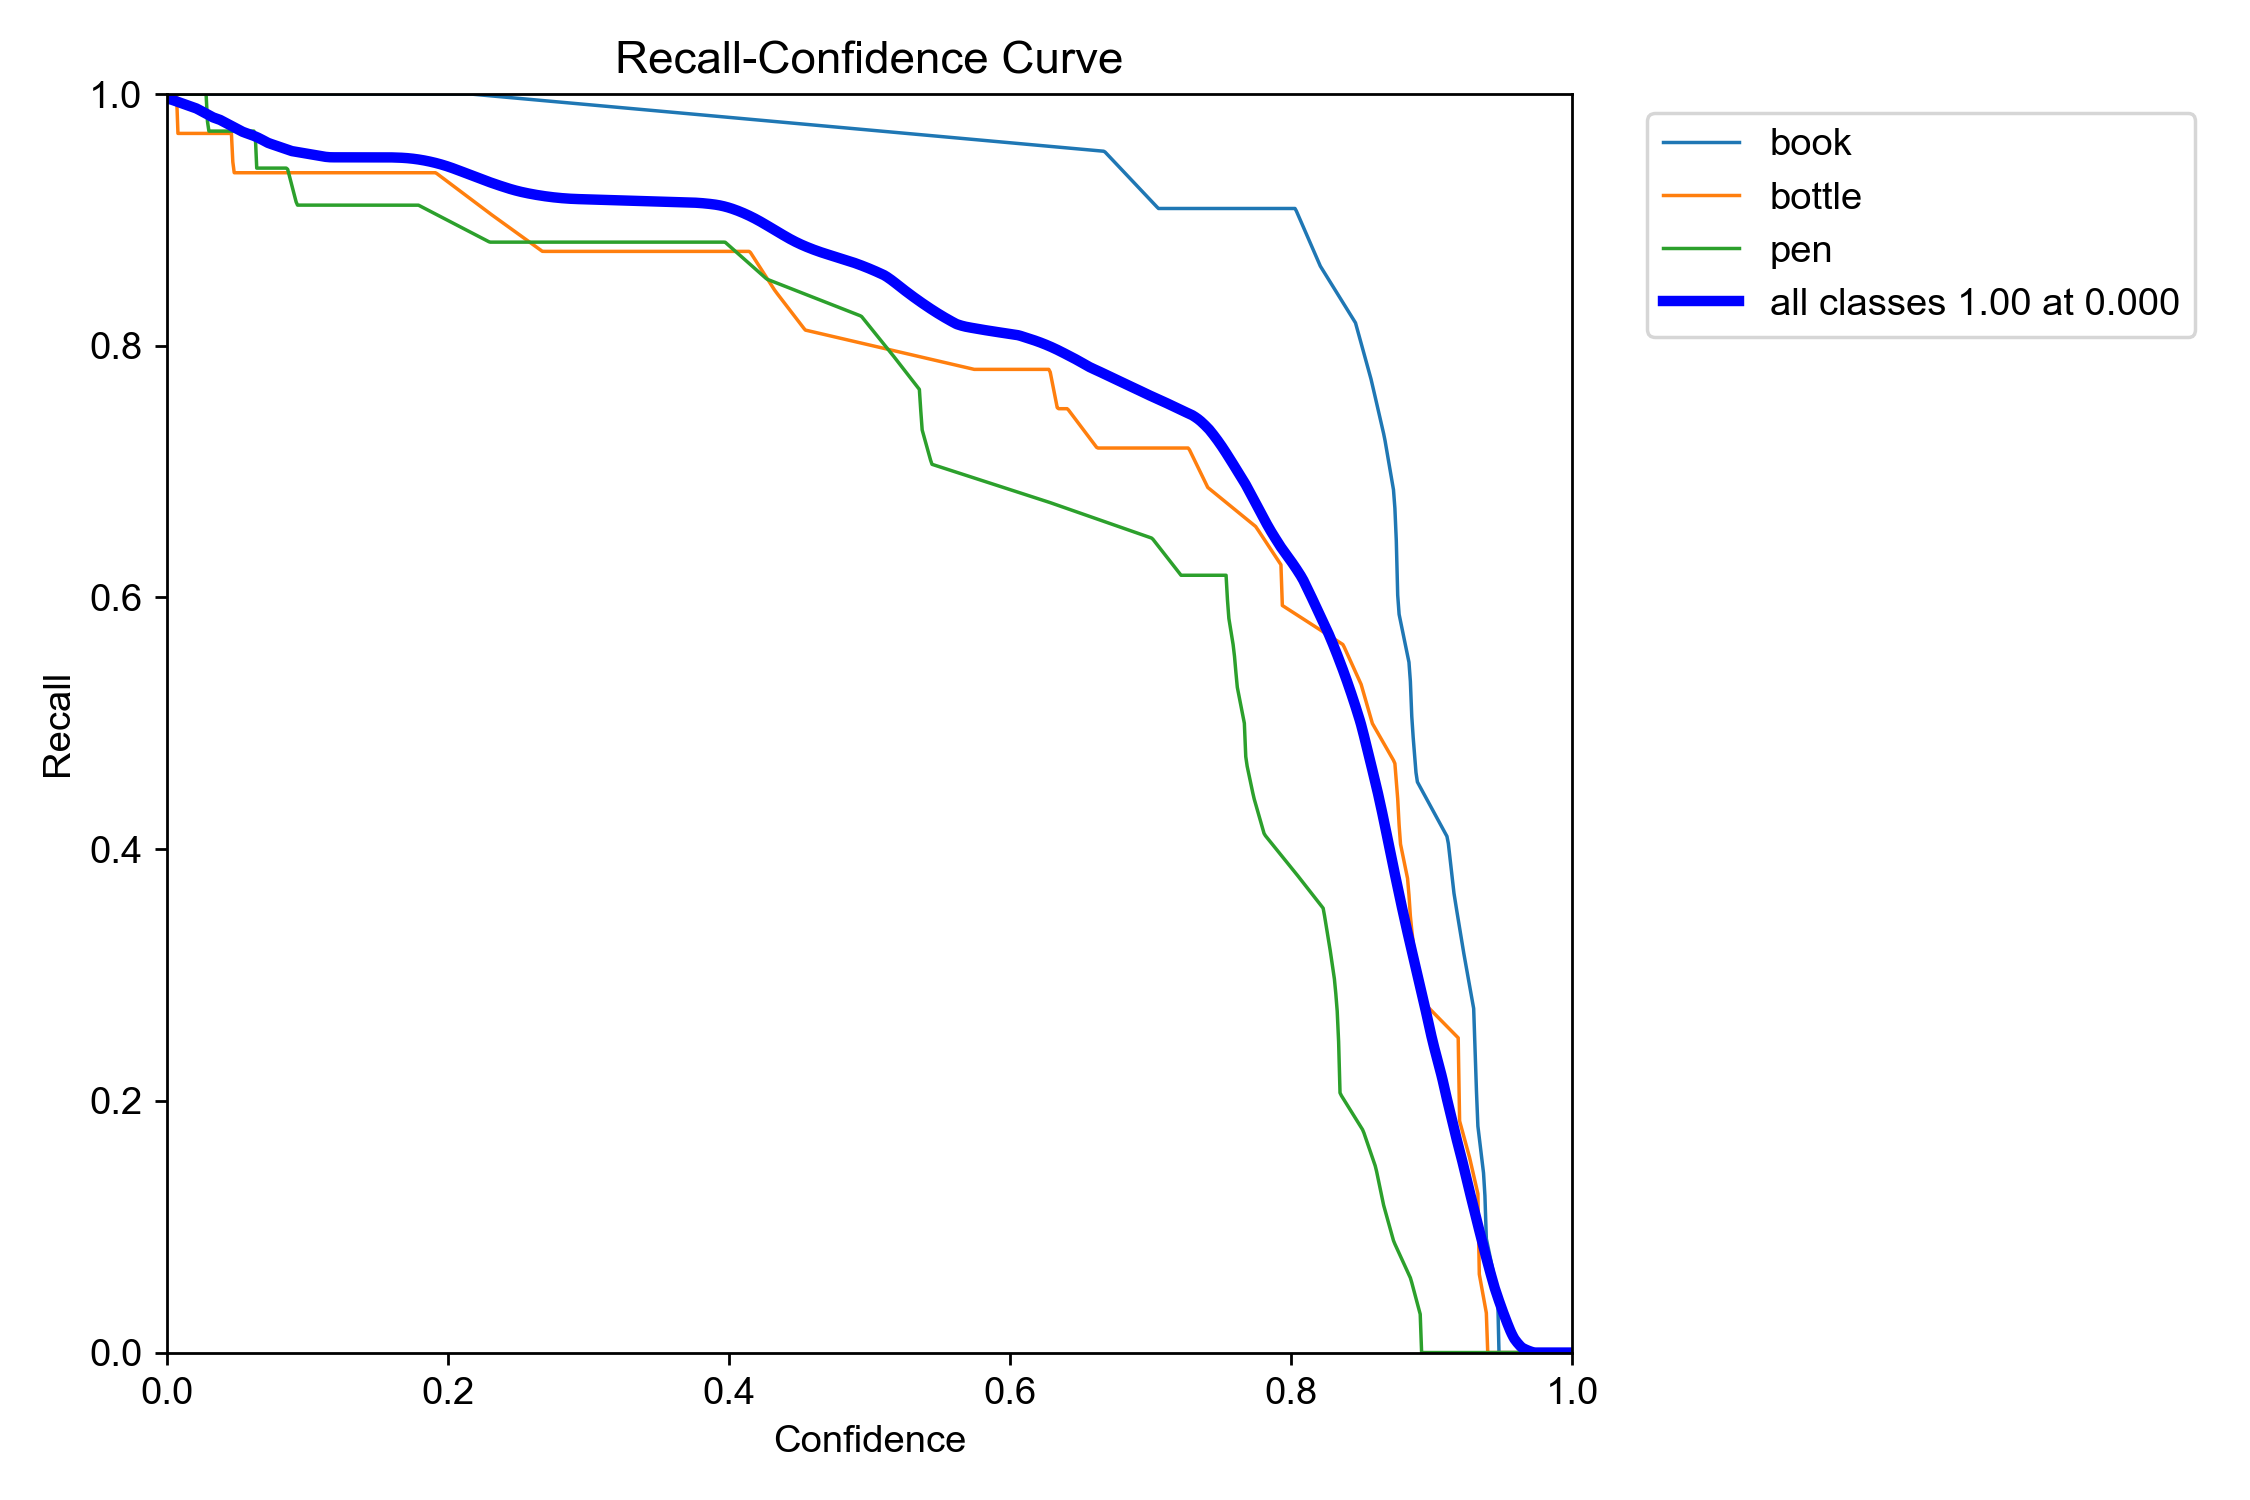 Recall-Confidence Curve
1.0
0.8
0.6
0.4
0.2
0.0
Recall
0.0 0.2 0.4 0.6 0.8 1.0
Confidence
book
bottle
pen
all classes 1.00 at 0.000